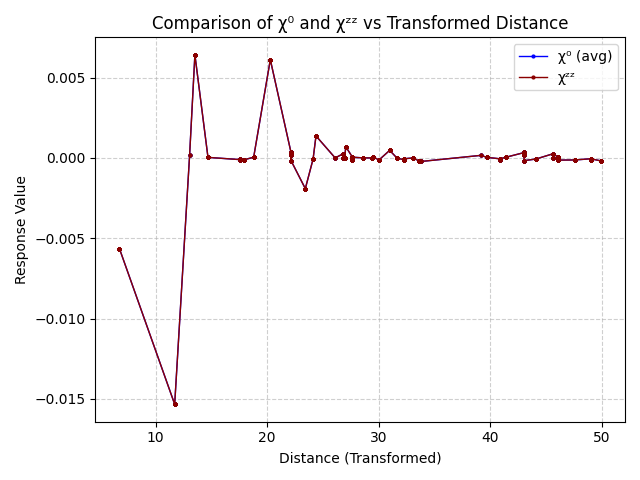 Comparison of χ⁰ and χᶻᶻ vs Transformed Distance
χ⁰ (avg)
χᶻᶻ
Response Value
0.005
0.000
−0.005
−0.010
−0.015
10 20 30 40 50
Distance (Transformed)